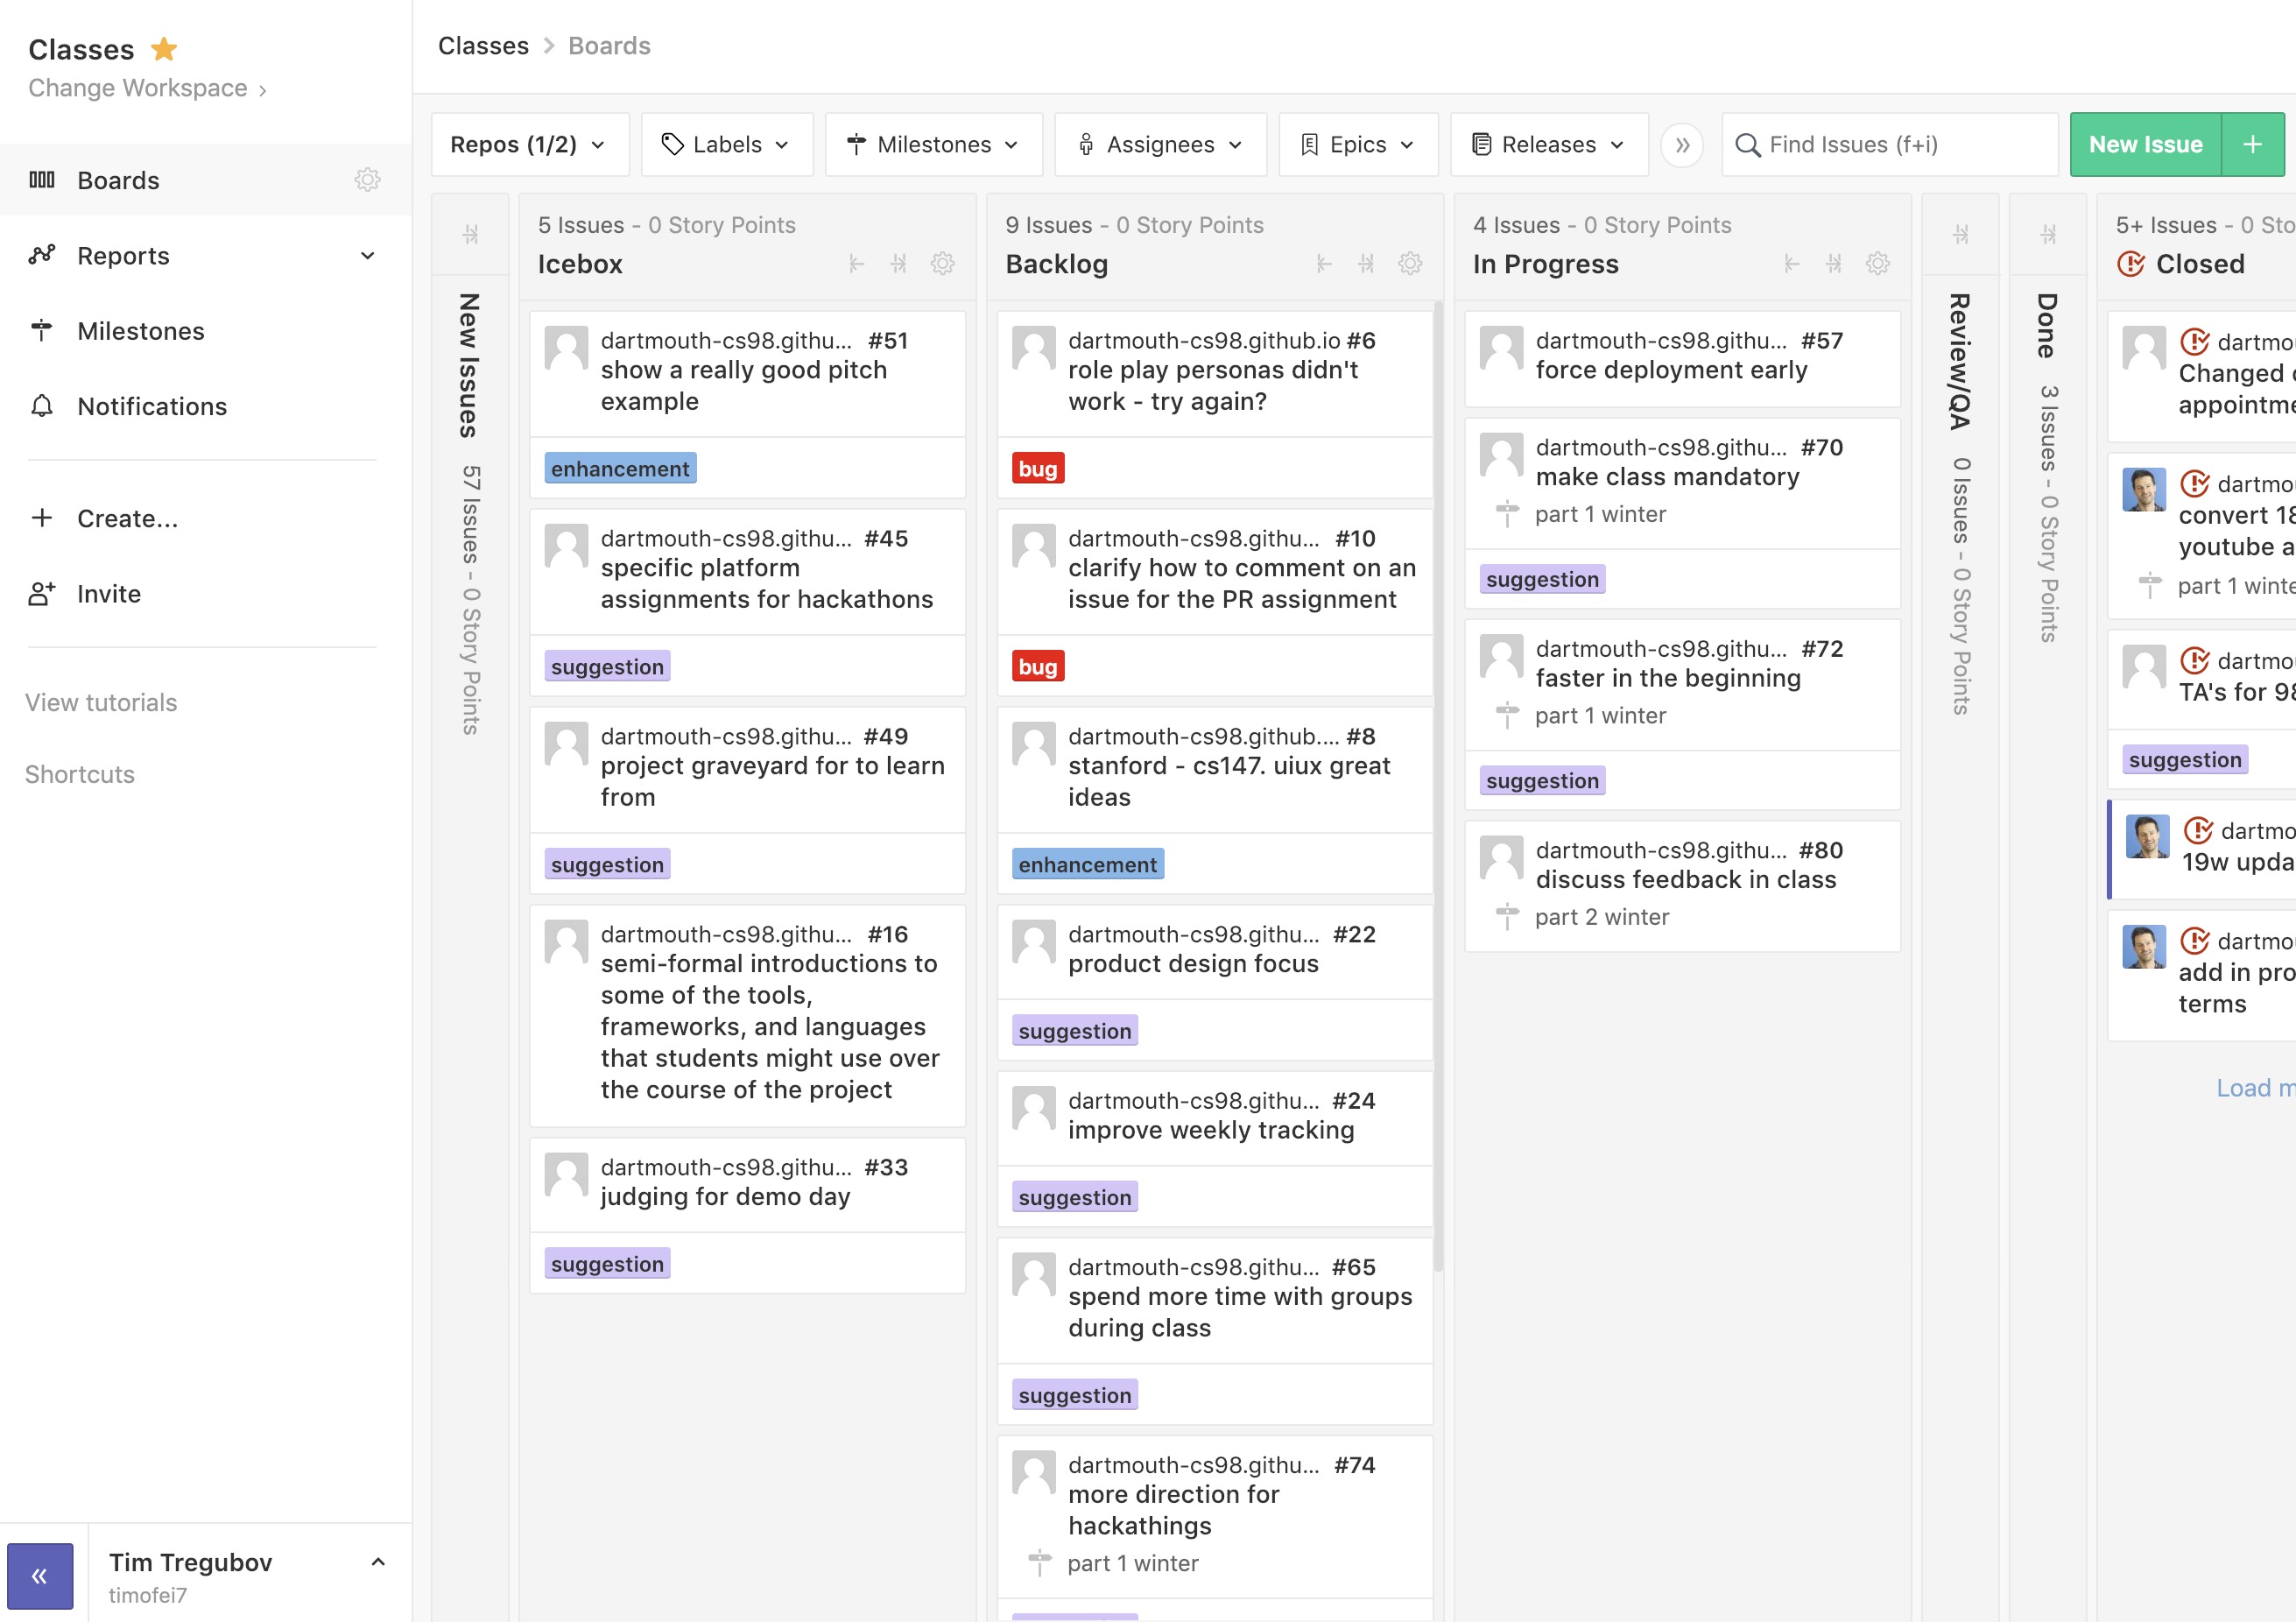 Classes
Change Workspace
Boards
Reports
Milestones
Notifications
Create...
Invite
View tutorials
Shortcuts
Tim Tregubov
timofei7
Classes
Boards
Repos (1/2)
Labels
Milestones
Assignees
Epics
Releases
Find Issues (f+i)
New Issue
New Issues 57 Issues - 0 Story Points
5 Issues - 0 Story Points
Icebox
dartmouth-cs98.githu... #51
show a really good pitch
example
enhancement
dartmouth-cs98.githu... #45
specific platform
assignments for hackathons
suggestion
dartmouth-cs98.githu... #49
project graveyard for to learn
from
suggestion
dartmouth-cs98.githu... #16
semi-formal introductions to
some of the tools,
frameworks, and languages
that students might use over
the course of the project
dartmouth-cs98.githu... #33
judging for demo day
suggestion
9 Issues - 0 Story Points
Backlog
dartmouth-cs98.github.io #6
role play personas didn't
work - try again?
bug
dartmouth-cs98.githu... #10
clarify how to comment on an
issue for the PR assignment
bug
dartmouth-cs98.github.... #8
stanford - cs147. uiux great
ideas
enhancement
dartmouth-cs98.githu... #22
product design focus
suggestion
dartmouth-cs98.githu... #24
improve weekly tracking
suggestion
dartmouth-cs98.githu... #65
spend more time with groups
during class
suggestion
dartmouth-cs98.githu... #74
more direction for
hackathings
part 1 winter
4 Issues - 0 Story Points
In Progress
dartmouth-cs98.githu... #57
force deployment early
dartmouth-cs98.githu... #70
make class mandatory
part 1 winter
suggestion
dartmouth-cs98.githu... #72
faster in the beginning
part 1 winter
suggestion
dartmouth-cs98.githu... #80
discuss feedback in class
part 2 winter
Review/QA 0 Issues - 0 Story Points
Done 3 Issues - 0 Story Points
5+ Issues - 0 Sto
Closed
dartmo
Changed
appointme
dartmo
convert 18
youtube a
part 1 winte
dartmo
TA's for 98
suggestion
dartmo
19w upda
dartmo
add in pro
terms
Load m